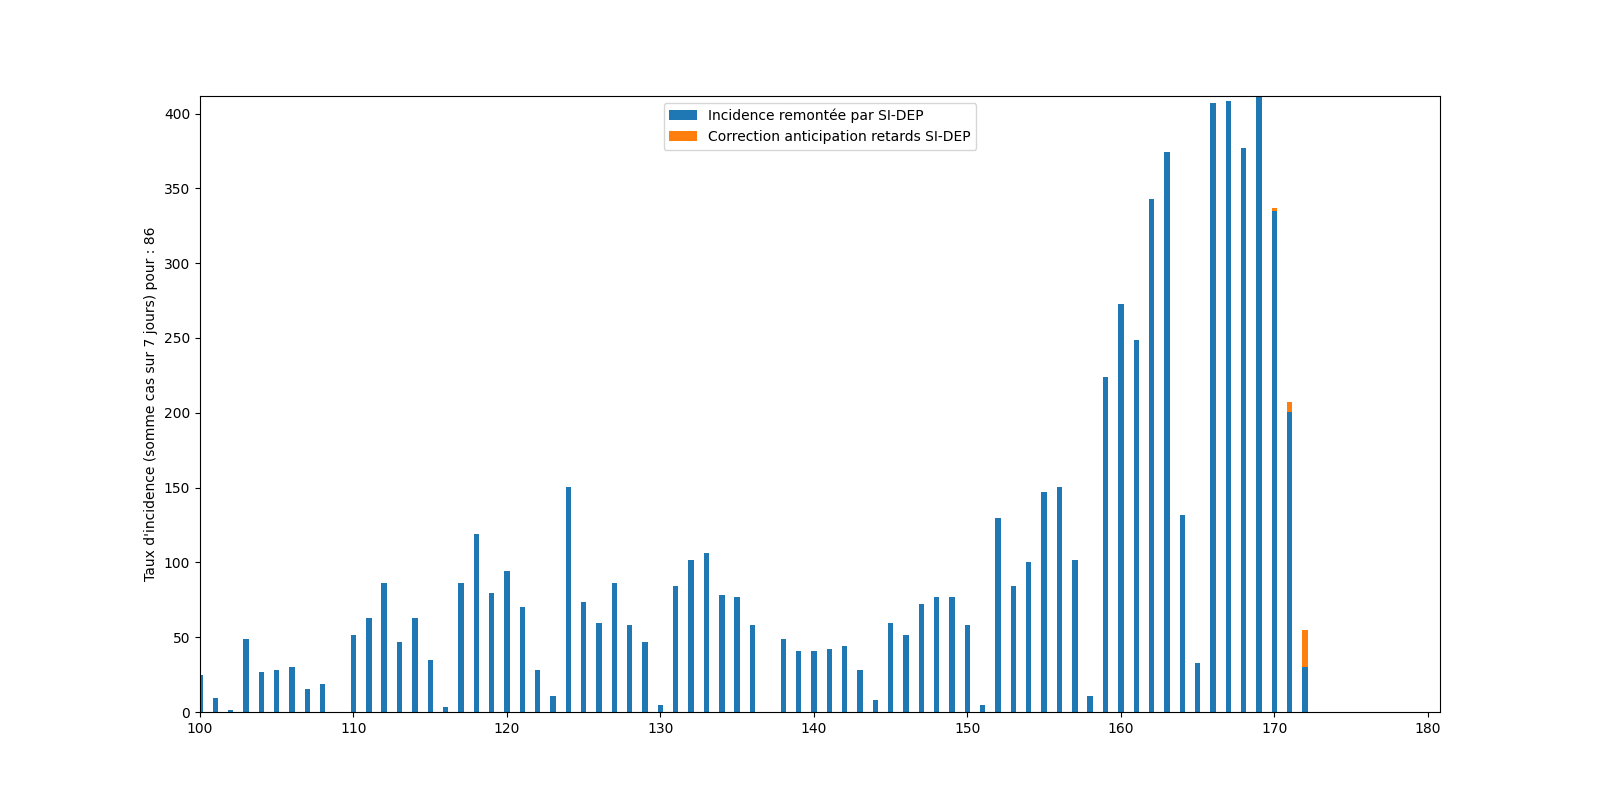 Incidence remontée par SI-DEP
Correction anticipation retards SI-DEP
Taux d'incidence (somme cas sur 7 jours) pour : 86
400
350
300
250
200
150
100
50
0
100 110 120 130 140 150 160 170 180